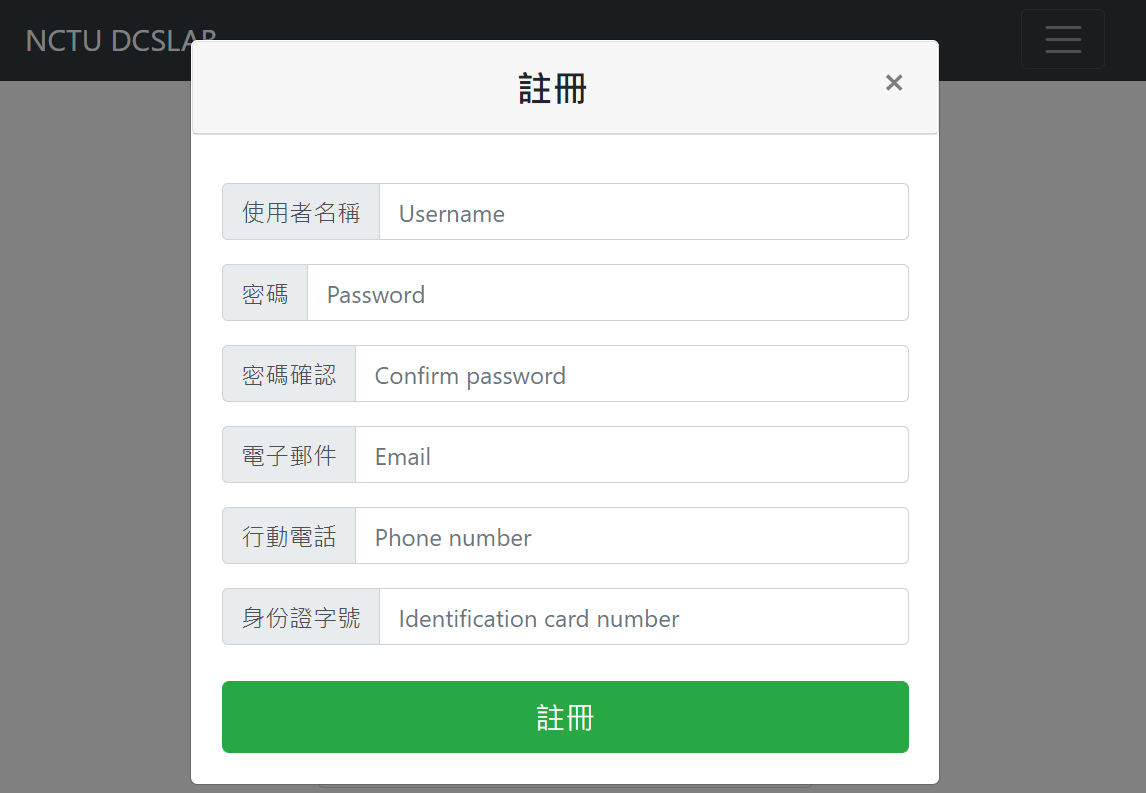 NCTU DCSLAB
註冊
×
使用者名稱 Username
密碼 Password
密碼確認 Confirm password
電子郵件 Email
行動電話 Phone number
身份證字號 Identification card number
註冊